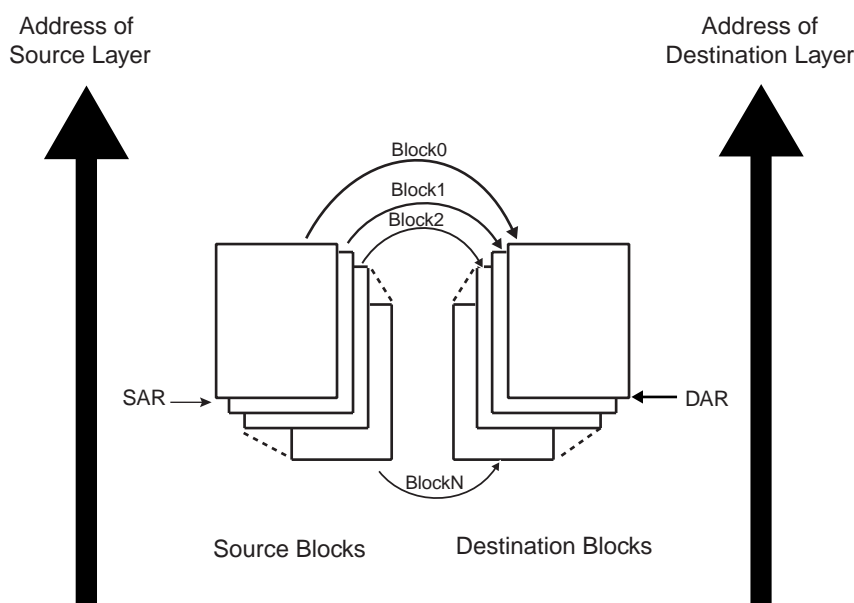 Address of
Source Layer
Address of
Destination Layer
Block0
Block1
Block2
SAR
DAR
BlockN
Source Blocks
Destination Blocks